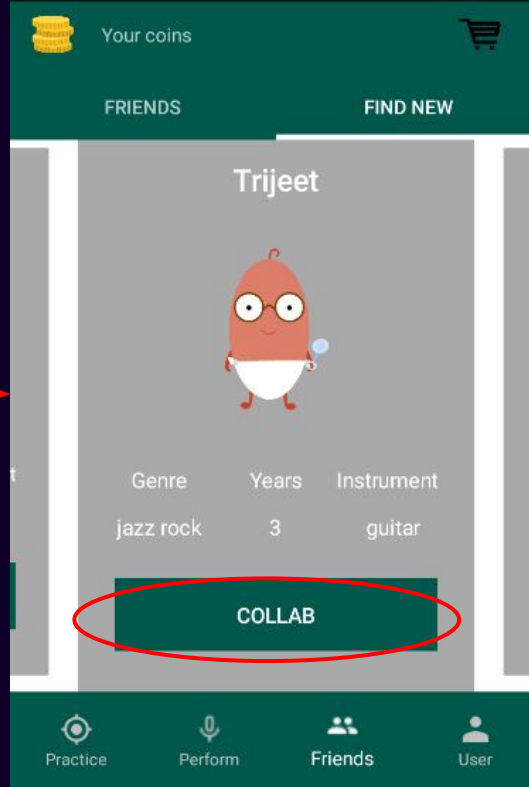 Your coins
FRIENDS FIND NEW
Trijeet
Genre Years Instrument
jazz rock 3 guitar
COLLAB
Practice Perform Friends User